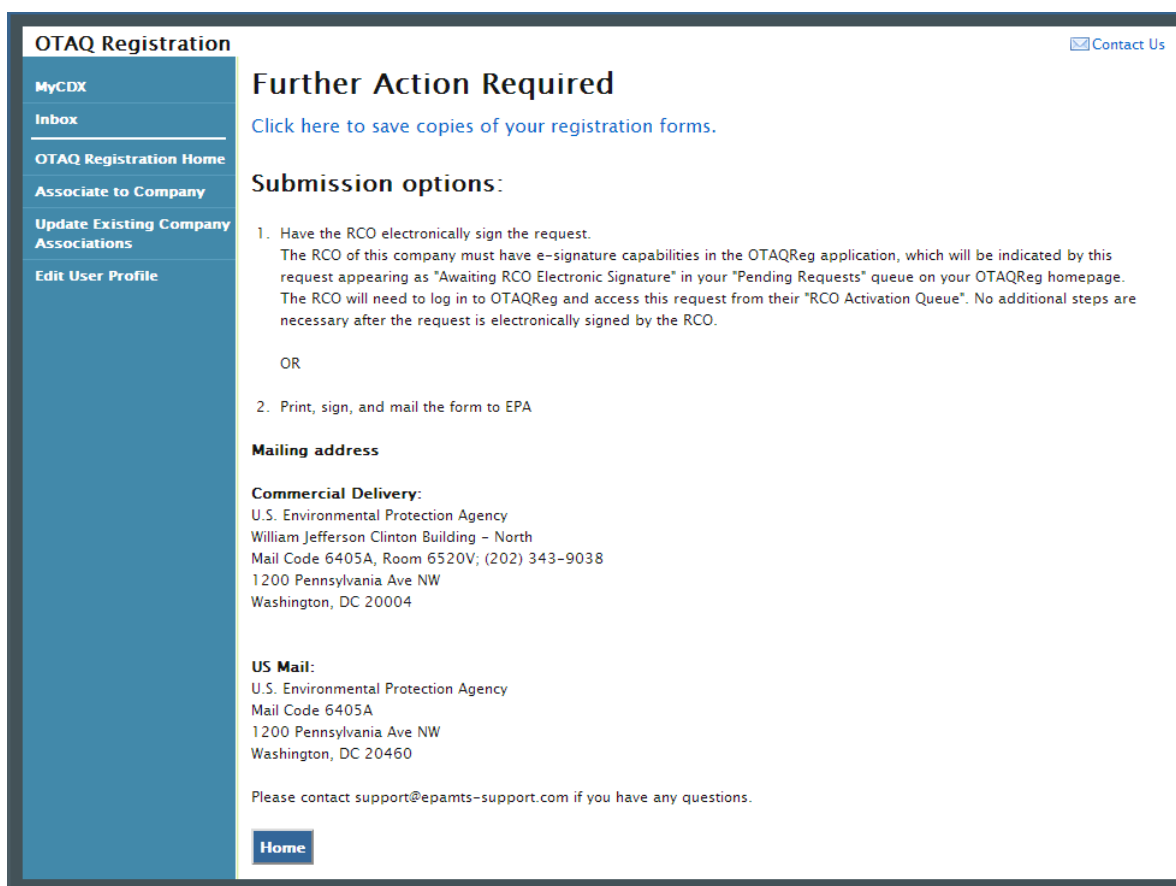 OTAQ Registration
Contact Us
MyCDX
Inbox
OTAQ Registration Home
Associate to Company
Update Existing Company
Associations
Edit User Profile
Further Action Required
Click here to save copies of your registration forms.
Submission options:
1. Have the RCO electronically sign the request.
The RCO of this company must have e-signature capabilities in the OTAQReg application, which will be indicated by this
request appearing as "Awaiting RCO Electronic Signature" in your "Pending Requests" queue on your OTAQReg homepage.
The RCO will need to log in to OTAQReg and access this request from their "RCO Activation Queue". No additional steps are
necessary after the request is electronically signed by the RCO.
OR
2. Print, sign, and mail the form to EPA
Mailing address
Commercial Delivery:
U.S. Environmental Protection Agency
William Jefferson Clinton Building - North
Mail Code 6405A, Room 6520V; (202) 343-9038
1200 Pennsylvania Ave NW
Washington, DC 20004
US Mail:
U.S. Environmental Protection Agency
Mail Code 6405A
1200 Pennsylvania Ave NW
Washington, DC 20460
Please contact support@epamts-support.com if you have any questions.
Home